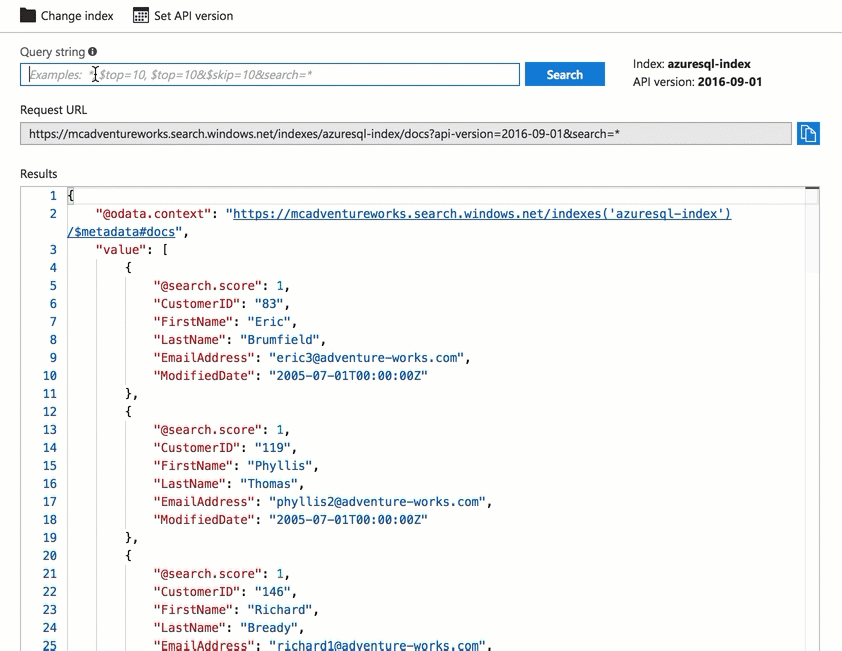 Change index Set API version
Query string
Examples: *, $top=10, $top=10&$skip=10&search=*
Search
Index: azuresql-index
API version: 2016-09-01
Request URL
https://mcadventureworks.search.windows.net/indexes/azuresql-index/docs?api-version=2016-09-01&search=*
Results
1 {
2 "@odata.context": "https://mcadventureworks.search.windows.net/indexes('azuresql-index')
/$metadata#docs",
3 "value": [
4 {
5 "@search.score": 1,
6 "CustomerID": "83",
7 "FirstName": "Eric",
8 "LastName": "Brumfield",
9 "EmailAddress": "eric3@adventure-works.com",
10 "ModifiedDate": "2005-07-01T00:00:00Z"
11 },
12 {
13 "@search.score": 1,
14 "CustomerID": "119",
15 "FirstName": "Phyllis",
16 "LastName": "Thomas",
17 "EmailAddress": "phyllis2@adventure-works.com",
18 "ModifiedDate": "2005-07-01T00:00:00Z"
19 },
20 {
21 "@search.score": 1,
22 "CustomerID": "146",
23 "FirstName": "Richard",
24 "LastName": "Bready",
25 "EmailAddress": "richard1@adventure-works.com",